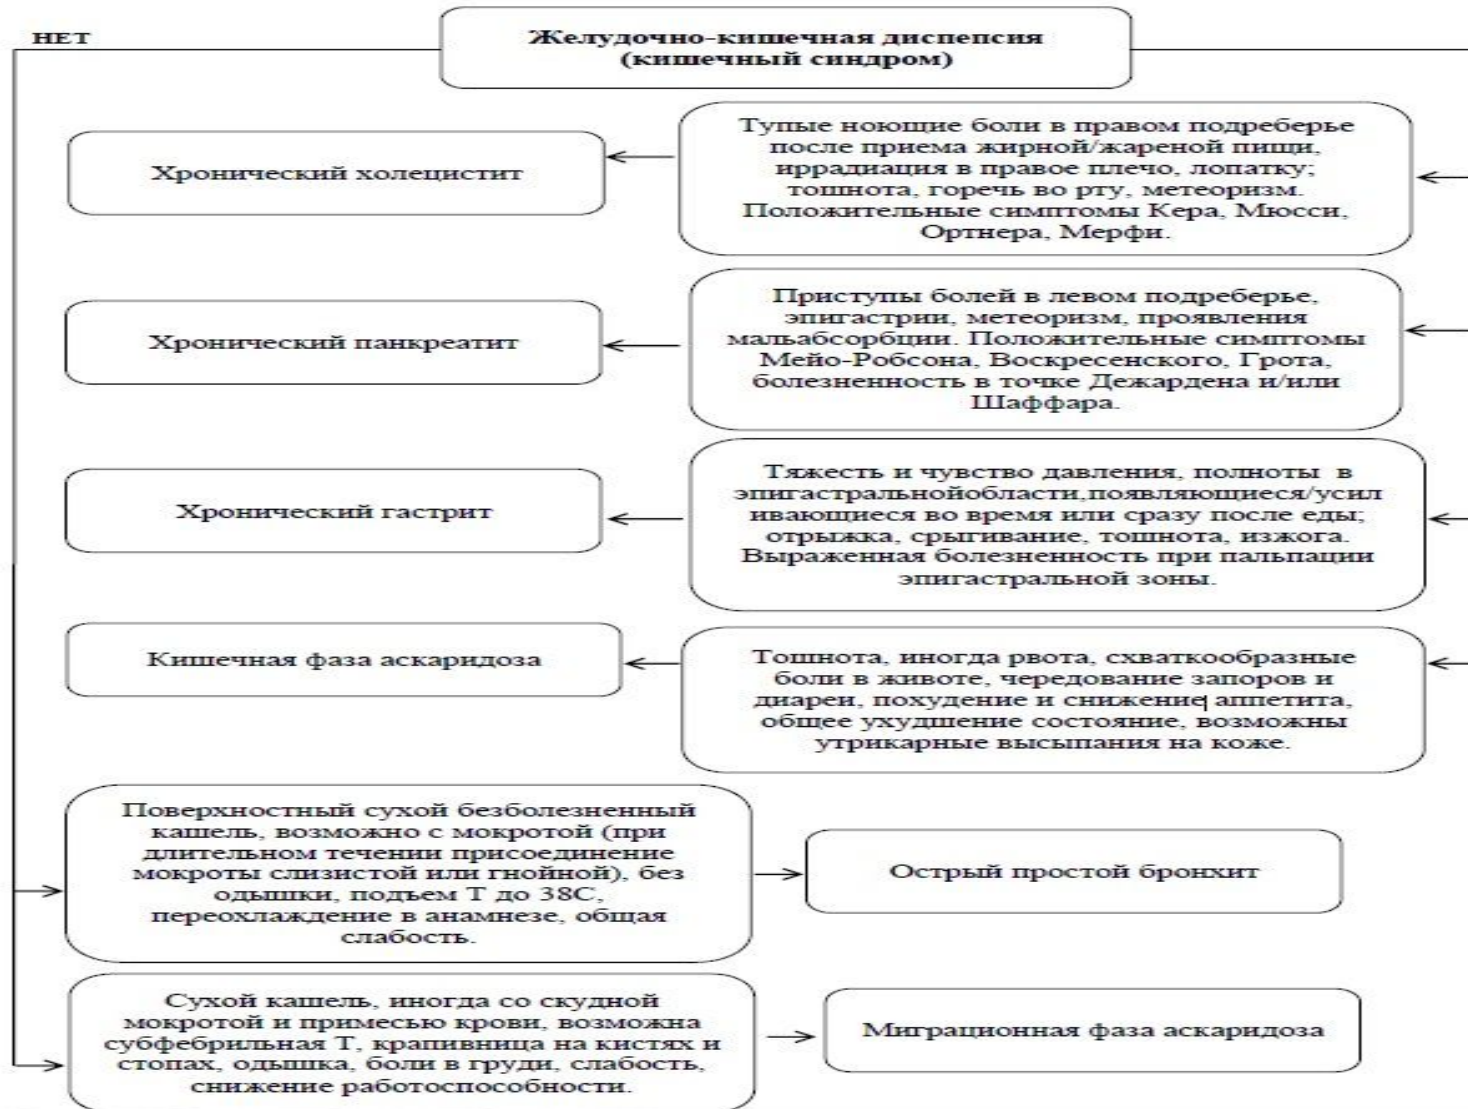 НЕТ
Желудочно-кишечная диспепсия
(кишечный синдром)
Хронический холецистит
Тупые ноющие боли в правом подреберье
после приема жирной/жареной пищи,
иррадиация в правое плечо, лопатку;
тошнота, горечь во рту, метеоризм.
Положительные симптомы Кера, Мюсси,
Ортнера, Мерфи.
Хронический панкреатит
Приступы болей в левом подреберье,
эпигастрии, метеоризм, проявления
мальабсорбции. Положительные симптомы
Мейо-Робсона, Воскресенского, Грота,
болезненность в точке Дежардена и/или
Шаффара.
Хронический гастрит
Тяжесть и чувство давления, полноты в
эпигастральнойобласти,появляющиеся/усил
ивающиеся во время или сразу после еды;
отрыжка, срыгивание, тошнота, изжога.
Выраженная болезненность при пальпации
эпигастральной зоны.
Кишечная фаза аскаридоза
Тошнота, иногда рвота, схваткообразные
боли в животе, чередование запоров и
диареи, похудение и снижение аппетита,
общее ухудшение состояние, возможны
утрикарные высыпания на коже.
Поверхностный сухой безболезненный
кашель, возможно с мокротой (при
длительном течении присоединение
мокроты слизистой или гнойной), без
одышки, подъем Т до 38С,
переохлаждение в анамнезе, общая
слабость.
Острый простой бронхит
Сухой кашель, иногда со скудной
мокротой и примесью крови, возможна
субфебрильная Т, крапивница на кистях и
стопах, одышка, боли в груди, слабость,
снижение работоспособности.
Миграционная фаза аскаридоза